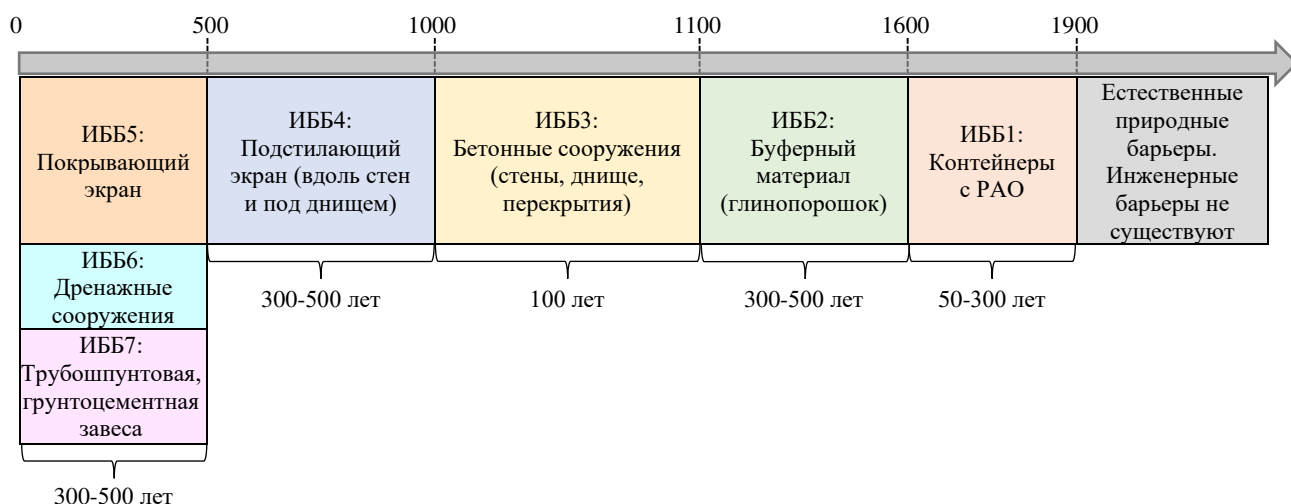 0 500 1000 1100 1600 1900
ИББ5:
Покрывающий
экран
ИББ4:
Подстилающий
экран (вдоль стен
и под днищем)
ИББ3:
Бетонные сооружения
(стены, днище,
перекрытия)
ИББ2:
Буферный
материал
(глинопорошок)
ИББ1:
Контейнеры
с РАО
Естественные
природные
барьеры.
Инженерные
барьеры не
существуют
ИББ6:
Дренажные
сооружения
ИББ7:
Трубошпунтовая,
грунтоцементная
завеса
300-500 лет
100 лет
300-500 лет
50-300 лет
300-500 лет